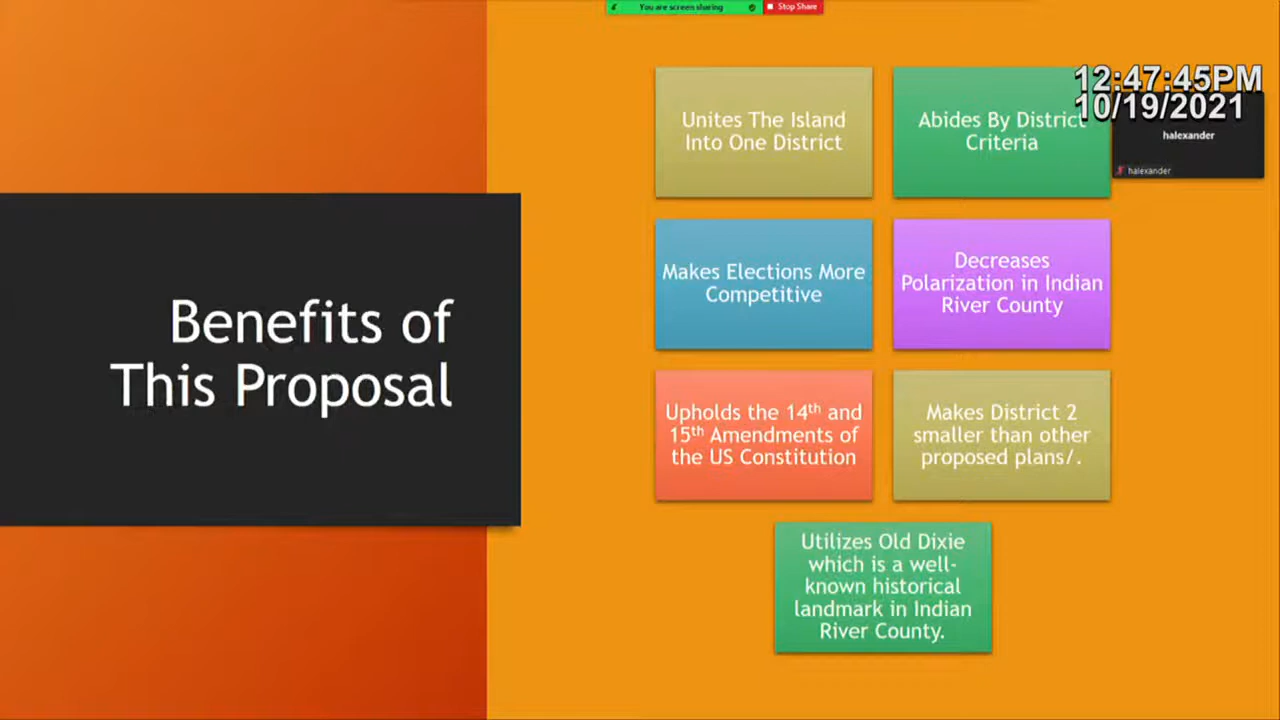 You are screen sharing
Stop Share
12:47:45PM
10/19/2021
halexander
halexander
Benefits of
This Proposal
Unites The Island
Into One District
Abides By District
Criteria
Makes Elections More
Competitive
Decreases
Polarization in Indian
River County
Upholds the 14th and
15th Amendments of
the US Constitution
Makes District 2
smaller than other
proposed plans/.
Utilizes Old Dixie
which is a well-
known historical
landmark in Indian
River County.